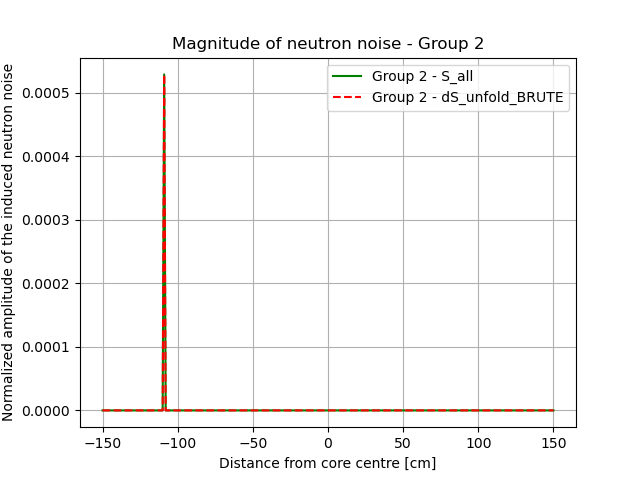 Magnitude of neutron noise - Group 2
Group 2 - S_all
Group 2 - dS_unfold_BRUTE
Normalized amplitude of the induced neutron noise
0.0005
0.0004
0.0003
0.0002
0.0001
0.0000
−150
−100
−50
0
50
100
150
Distance from core centre [cm]